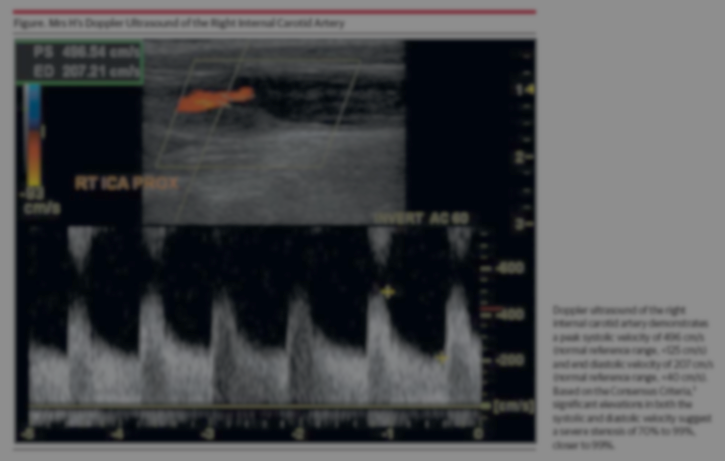 Figure. Mrs H's Doppler Ultrasound of the Right Internal Carotid Artery
PS 496.54 cm/s
ED 207.21 cm/s
cm/s
RT ICA PROX
INVERT AC 60
1
2
3
-600
-400
-200
[cm/s]
-5 -4 -3 -2 -1 0
Doppler ultrasound of the right
internal carotid artery demonstrates
a peak systolic velocity of 496 cm/s
(normal reference range, <125 cm/s)
and end diastolic velocity of 207 cm/s
(normal reference range, <40 cm/s).
Based on the Consensus Criteria,
significant elevations in both the
systolic and diastolic velocity suggest
a severe stenosis of 70% to 99%,
closer to 99%.